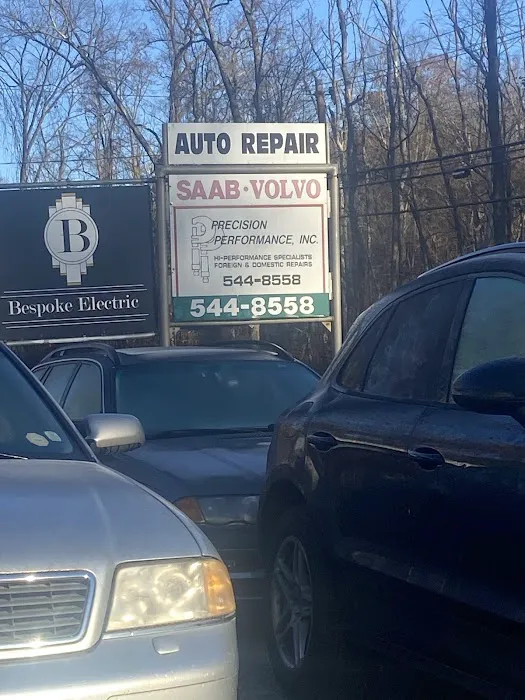 AUTO REPAIR
SAAB·VOLVO
PRECISION
PERFORMANCE, INC.
HI-PERFORMANCE SPECIALISTS
FOREIGN & DOMESTIC REPAIRS
544-8558
544-8558
B
Bespoke Electric